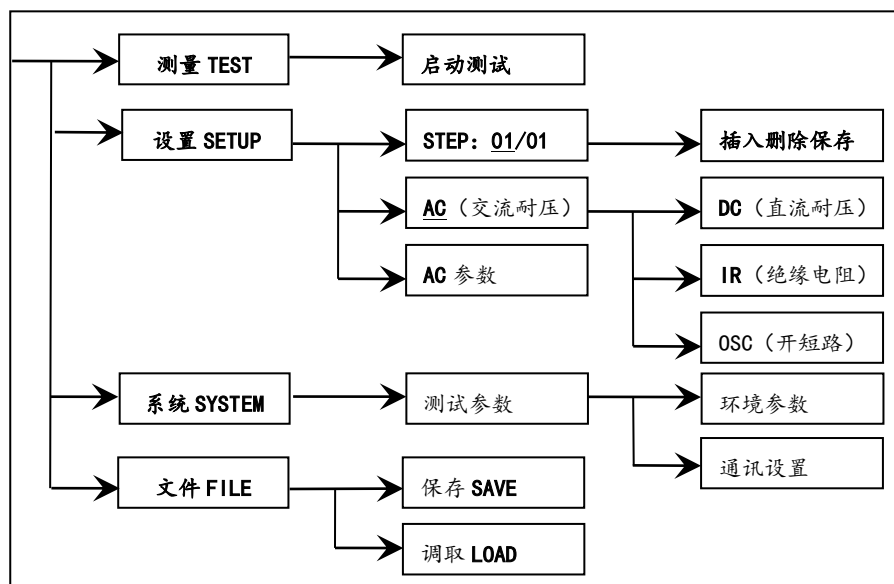 测量 TEST
启动测试
设置 SETUP
STEP: 01/01
插入删除保存
AC（交流耐压）
DC（直流耐压）
AC 参数
IR（绝缘电阻）
OSC（开短路）
系统 SYSTEM
测试参数
环境参数
通讯设置
文件 FILE
保存 SAVE
调取 LOAD